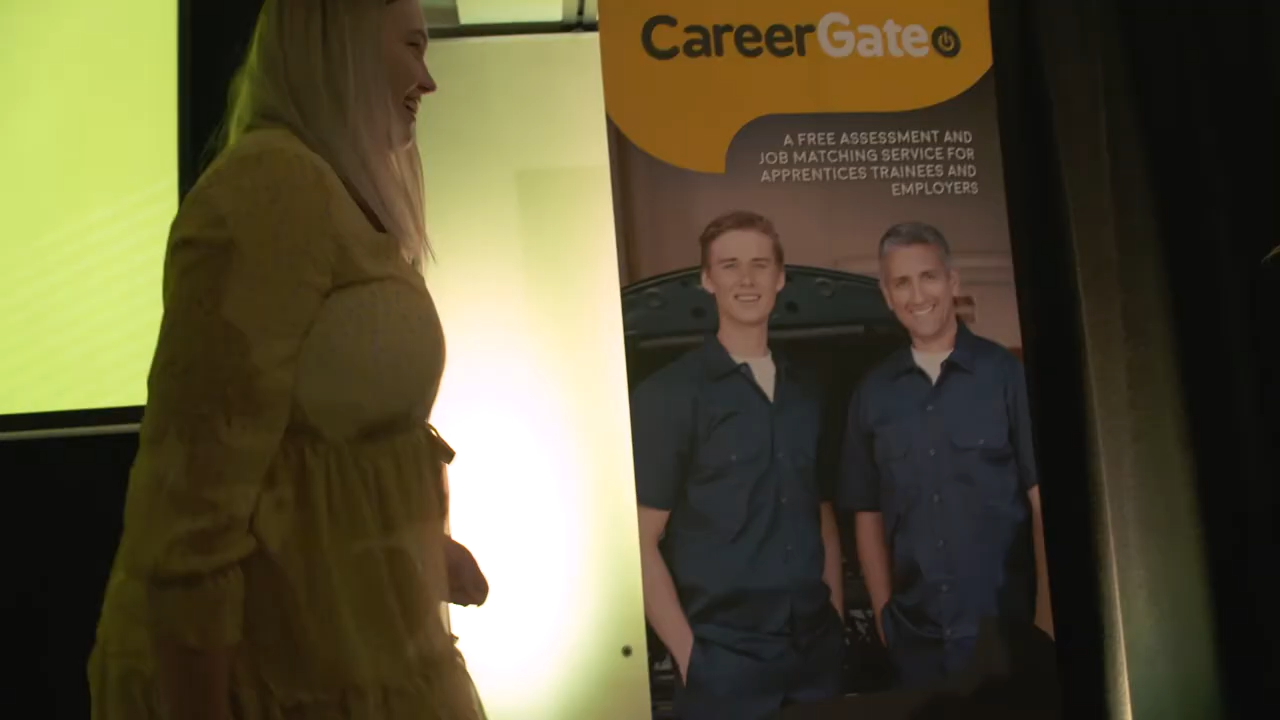 CareerGate
A FREE ASSESSMENT AND
JOB MATCHING SERVICE FOR
APPRENTICES TRAINEES AND
EMPLOYERS